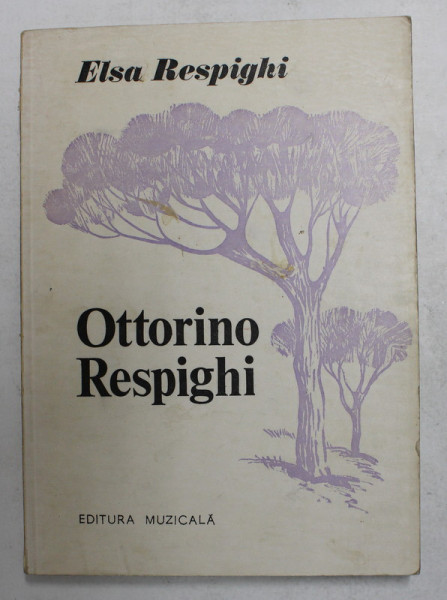 Elsa Respighi
Ottorino
Respighi
EDITURA MUZICALĂ